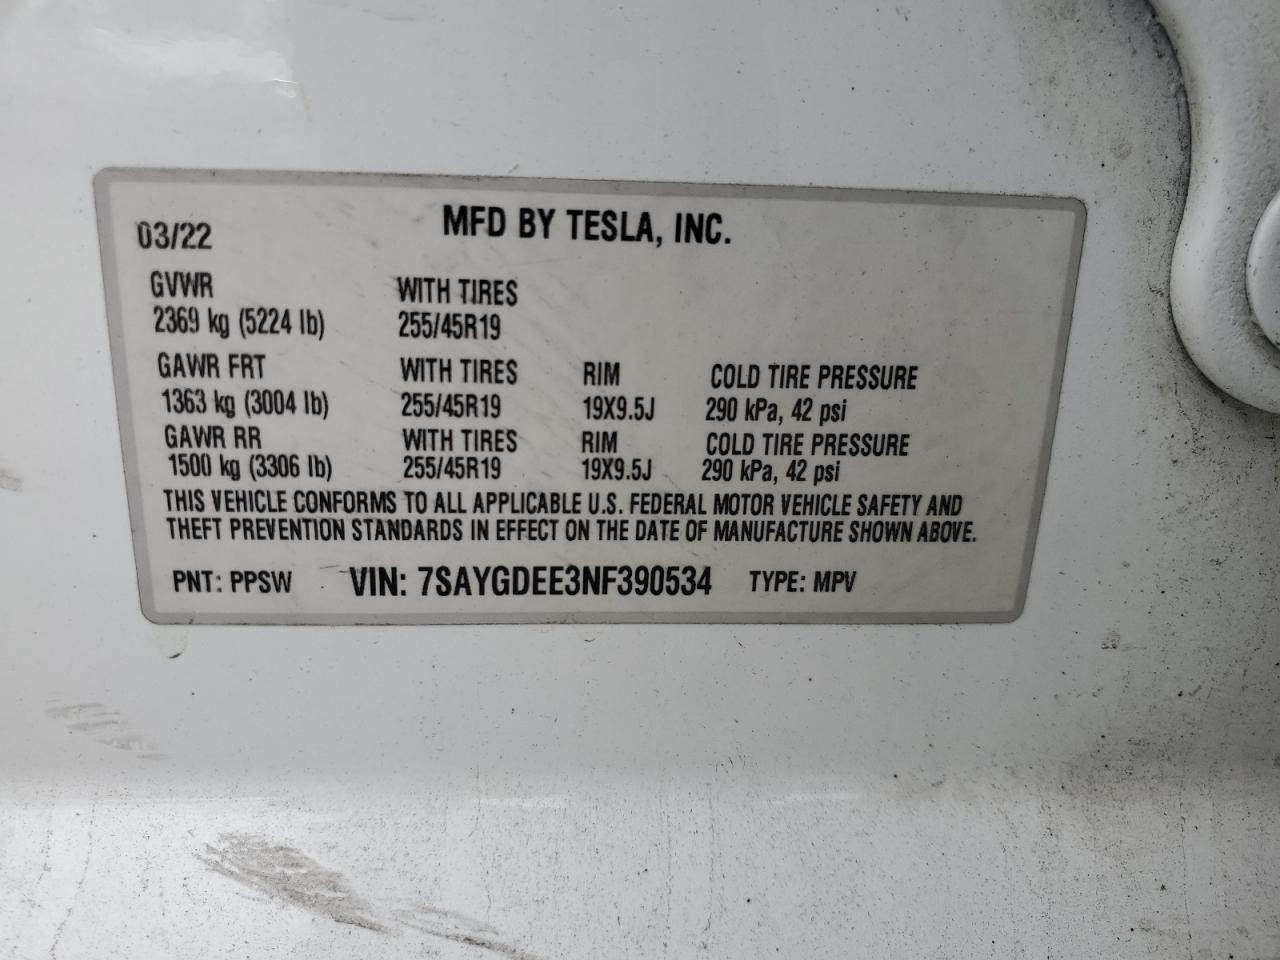 MFD BY TESLA, INC.
03/22
GVWR WITH TIRES
2369 kg (5224 lb) 255/45R19
GAWR FRT WITH TIRES RIM COLD TIRE PRESSURE
1363 kg (3004 lb) 255/45R19 19X9.5J 290 kPa, 42 psi
GAWR RR WITH TIRES RIM COLD TIRE PRESSURE
1500 kg (3306 lb) 255/45R19 19X9.5J 290 kPa, 42 psi
THIS VEHICLE CONFORMS TO ALL APPLICABLE U.S. FEDERAL MOTOR VEHICLE SAFETY AND
THEFT PREVENTION STANDARDS IN EFFECT ON THE DATE OF MANUFACTURE SHOWN ABOVE.
PNT: PPSW VIN: 7SAYGDEE3NF390534 TYPE: MPV